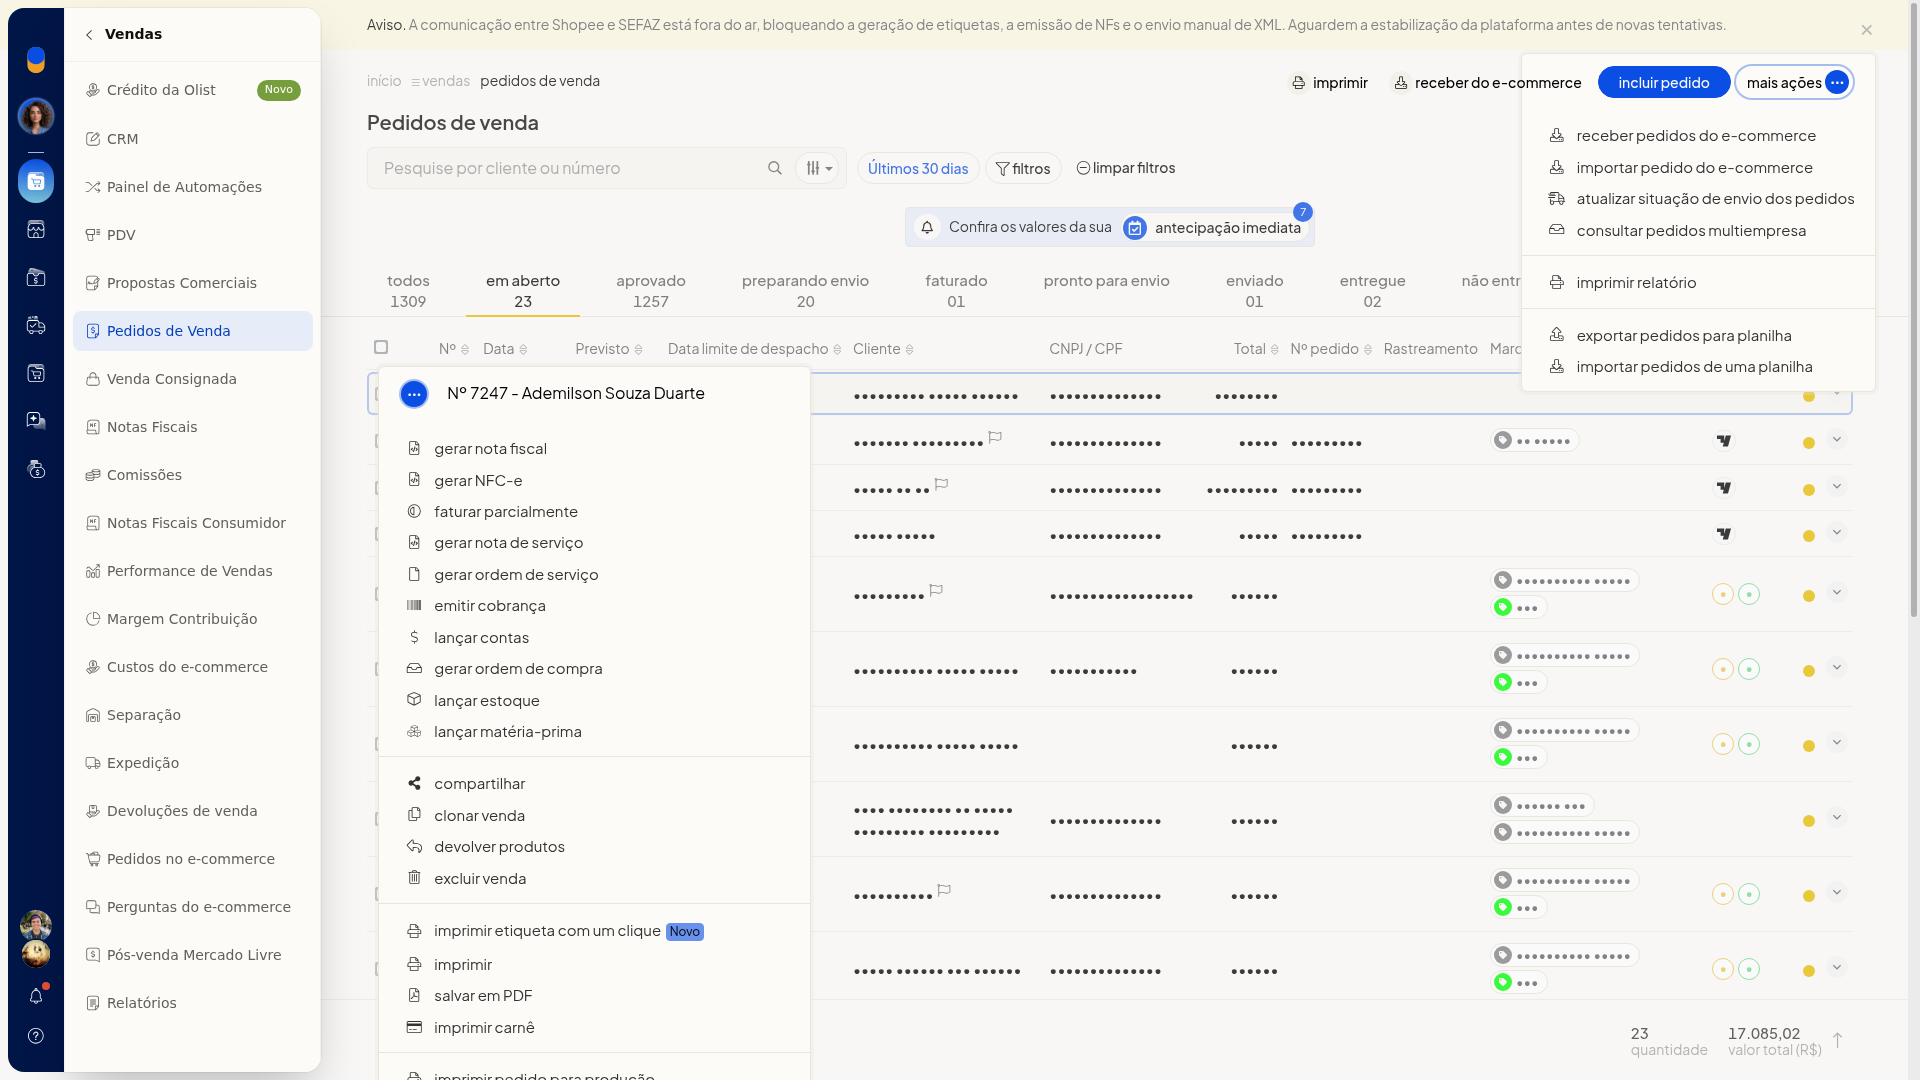 Aviso. A comunicação entre Shopee e SEFAZ está fora do ar, bloqueando a geração de etiquetas, a emissão de NFs e o envio manual de XML. Aguardem a estabilização da plataforma antes de novas tentativas.
Vendas
Crédito da Olist Novo
CRM
Painel de Automações
PDV
Propostas Comerciais
Pedidos de Venda
Venda Consignada
Notas Fiscais
Comissões
Notas Fiscais Consumidor
Performance de Vendas
Margem Contribuição
Custos do e-commerce
Separação
Expedição
Devoluções de venda
Pedidos no e-commerce
Perguntas do e-commerce
Pós-venda Mercado Livre
Relatórios
início vendas pedidos de venda
imprimir receber do e-commerce incluir pedido mais ações
Pedidos de venda
Pesquise por cliente ou número
Últimos 30 dias filtros limpar filtros
Confira os valores da sua antecipação imediata 7
receber pedidos do e-commerce
importar pedido do e-commerce
atualizar situação de envio dos pedidos
consultar pedidos multiempresa
imprimir relatório
exportar pedidos para planilha
importar pedidos de uma planilha
todos em aberto aprovado preparando envio faturado pronto para envio enviado entregue não entr
1309 23 1257 20 01 01 02
Nº Data Previsto Data limite de despacho Cliente CNPJ / CPF Total Nº pedido Rastreamento Marc
Nº 7247 - Ademilson Souza Duarte
gerar nota fiscal
gerar NFC-e
faturar parcialmente
gerar nota de serviço
gerar ordem de serviço
emitir cobrança
lançar contas
gerar ordem de compra
lançar estoque
lançar matéria-prima
compartilhar
clonar venda
devolver produtos
excluir venda
imprimir etiqueta com um clique Novo
imprimir
salvar em PDF
imprimir carnê
imprimir pedido para produção
23 17.085,02
quantidade valor total (R$)